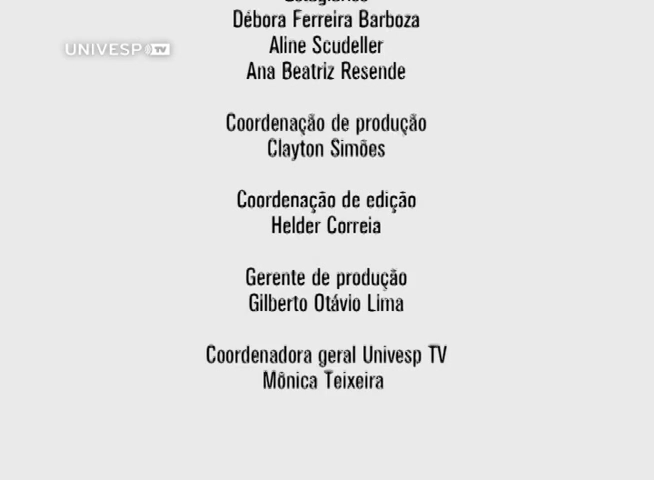 Estagiários
Débora Ferreira Barboza
Aline Scudeller
UNIVESP TV
Ana Beatriz Resende
Coordenação de produção
Clayton Simões
Coordenação de edição
Helder Correia
Gerente de produção
Gilberto Otávio Lima
Coordenadora geral Univesp TV
Mônica Teixeira